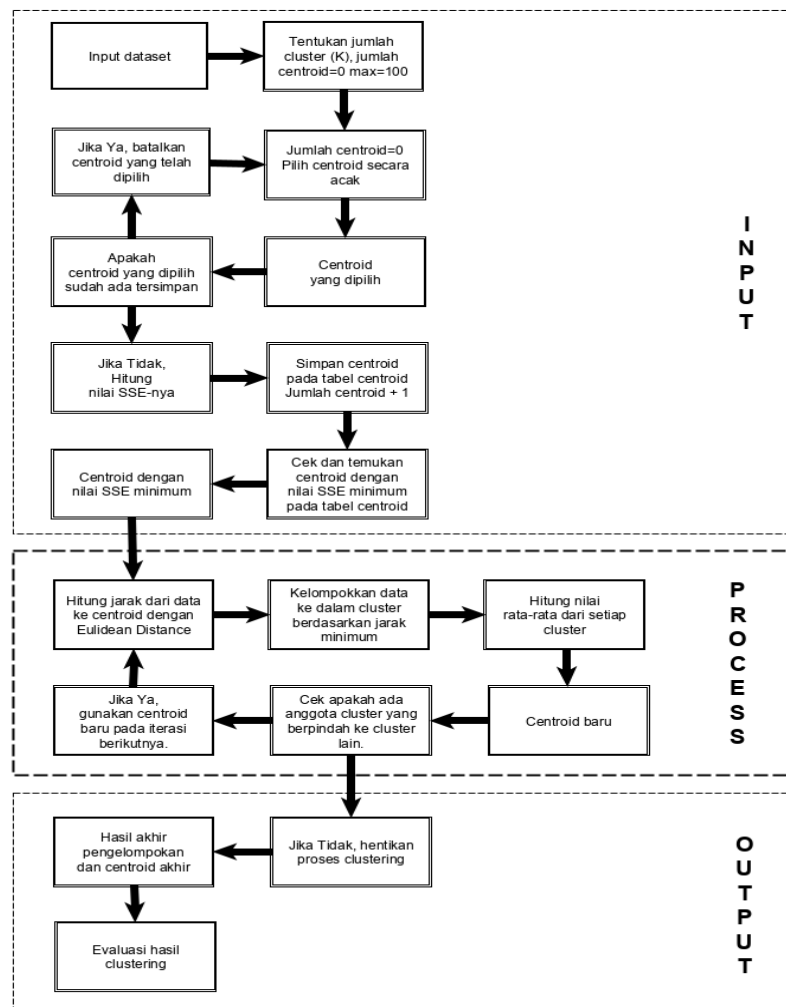 Input dataset
Tentukan jumlah
cluster (K), jumlah
centroid=0 max=100
Jika Ya, batalkan
centroid yang telah
dipilih
Jumlah centroid=0
Pilih centroid secara
acak
Apakah
centroid yang dipilih
sudah ada tersimpan
Centroid
yang dipilih
Jika Tidak,
Hitung
nilai SSE-nya
Simpan centroid
pada tabel centroid
Jumlah centroid + 1
Centroid dengan
nilai SSE minimum
Cek dan temukan
centroid dengan
nilai SSE minimum
pada tabel centroid
INPUT
Hitung jarak dari data
ke centroid dengan
Eulidean Distance
Kelompokkan data
ke dalam cluster
berdasarkan jarak
minimum
Hitung nilai
rata-rata dari setiap
cluster
Jika Ya,
gunakan centroid
baru pada iterasi
berikutnya.
Cek apakah ada
anggota cluster yang
berpindah ke cluster
lain.
Centroid baru
PROCESS
Hasil akhir
pengelompokan
dan centroid akhir
Jika Tidak, hentikan
proses clustering
Evaluasi hasil
clustering
OUTPUT